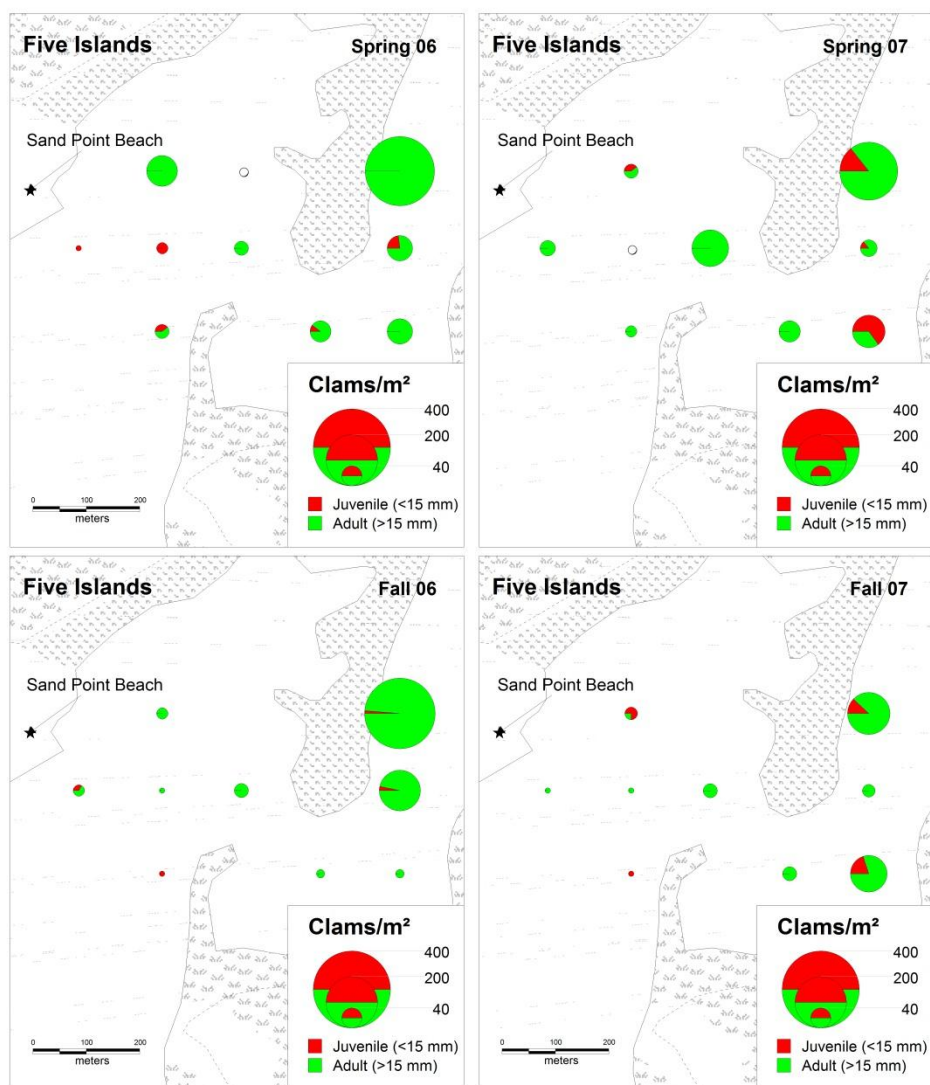 Five Islands
Spring 06
Sand Point Beach
Clams/m²
400
200
40
Juvenile (<15 mm)
Adult (>15 mm)
0 100 200
meters
Five Islands
Spring 07
Sand Point Beach
Clams/m²
400
200
40
Juvenile (<15 mm)
Adult (>15 mm)
0 100 200
meters
Five Islands
Fall 06
Sand Point Beach
Clams/m²
400
200
40
Juvenile (<15 mm)
Adult (>15 mm)
0 100 200
meters
Five Islands
Fall 07
Sand Point Beach
Clams/m²
400
200
40
Juvenile (<15 mm)
Adult (>15 mm)
0 100 200
meters